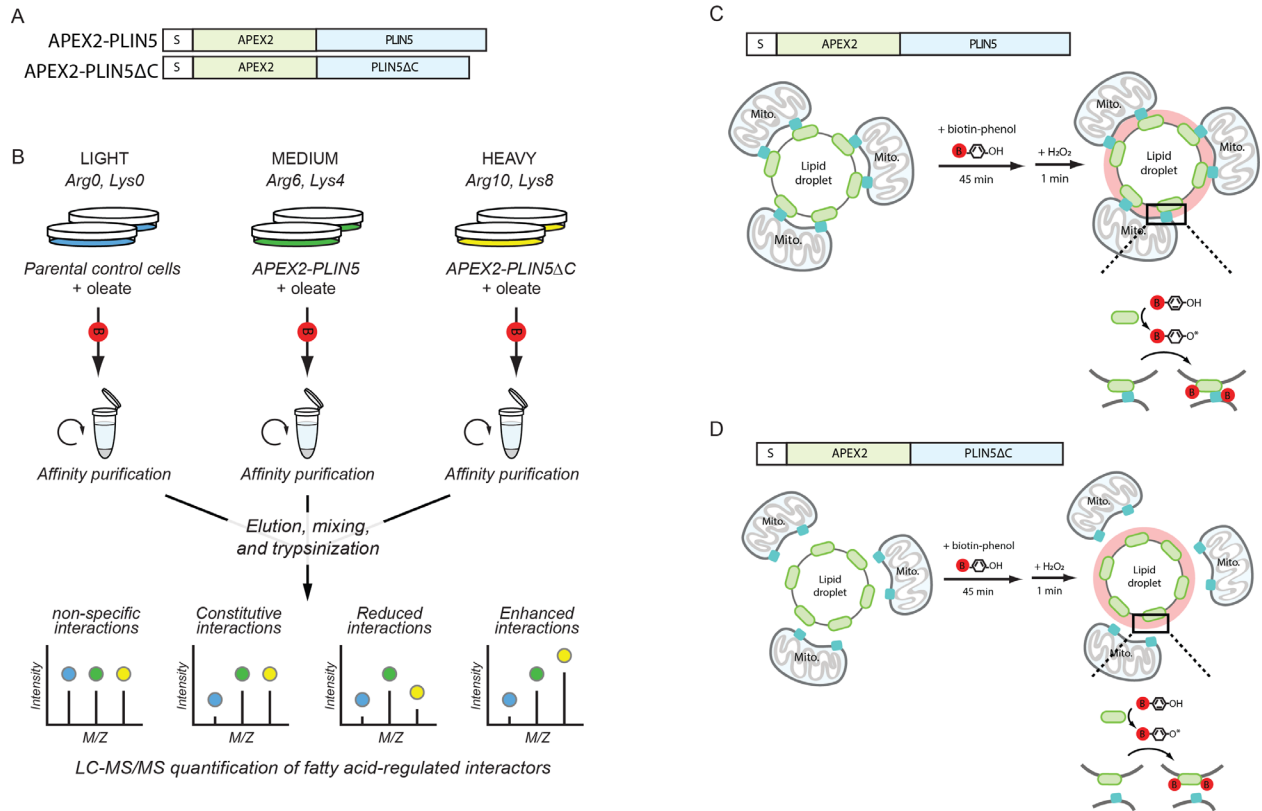 A
APEX2-PLIN5
S
APEX2
PLIN5
APEX2-PLIN5ΔC
S
APEX2
PLIN5ΔC
B
LIGHT
Arg0, Lys0
Parental control cells
+ oleate
B
Affinity purification
MEDIUM
Arg6, Lys4
APEX2-PLIN5
+ oleate
B
Affinity purification
HEAVY
Arg10, Lys8
APEX2-PLIN5ΔC
+ oleate
B
Affinity purification
Elution, mixing,
and trypsinization
non-specific
interactions
Intensity
M/Z
Constitutive
interactions
Intensity
M/Z
Reduced
interactions
Intensity
M/Z
Enhanced
interactions
Intensity
M/Z
LC-MS/MS quantification of fatty acid-regulated interactors
C
S
APEX2
PLIN5
Mito.
Mito.
Mito.
Lipid
droplet
+ biotin-phenol
B
OH
45 min
+ H₂O₂
1 min
Mito.
Mito.
Mito.
Lipid
droplet
B
OH
B
O*
B
B
D
S
APEX2
PLIN5ΔC
Mito.
Mito.
Mito.
Lipid
droplet
+ biotin-phenol
B
OH
45 min
+ H₂O₂
1 min
Mito.
Mito.
Mito.
Lipid
droplet
B
OH
B
O*
B
B